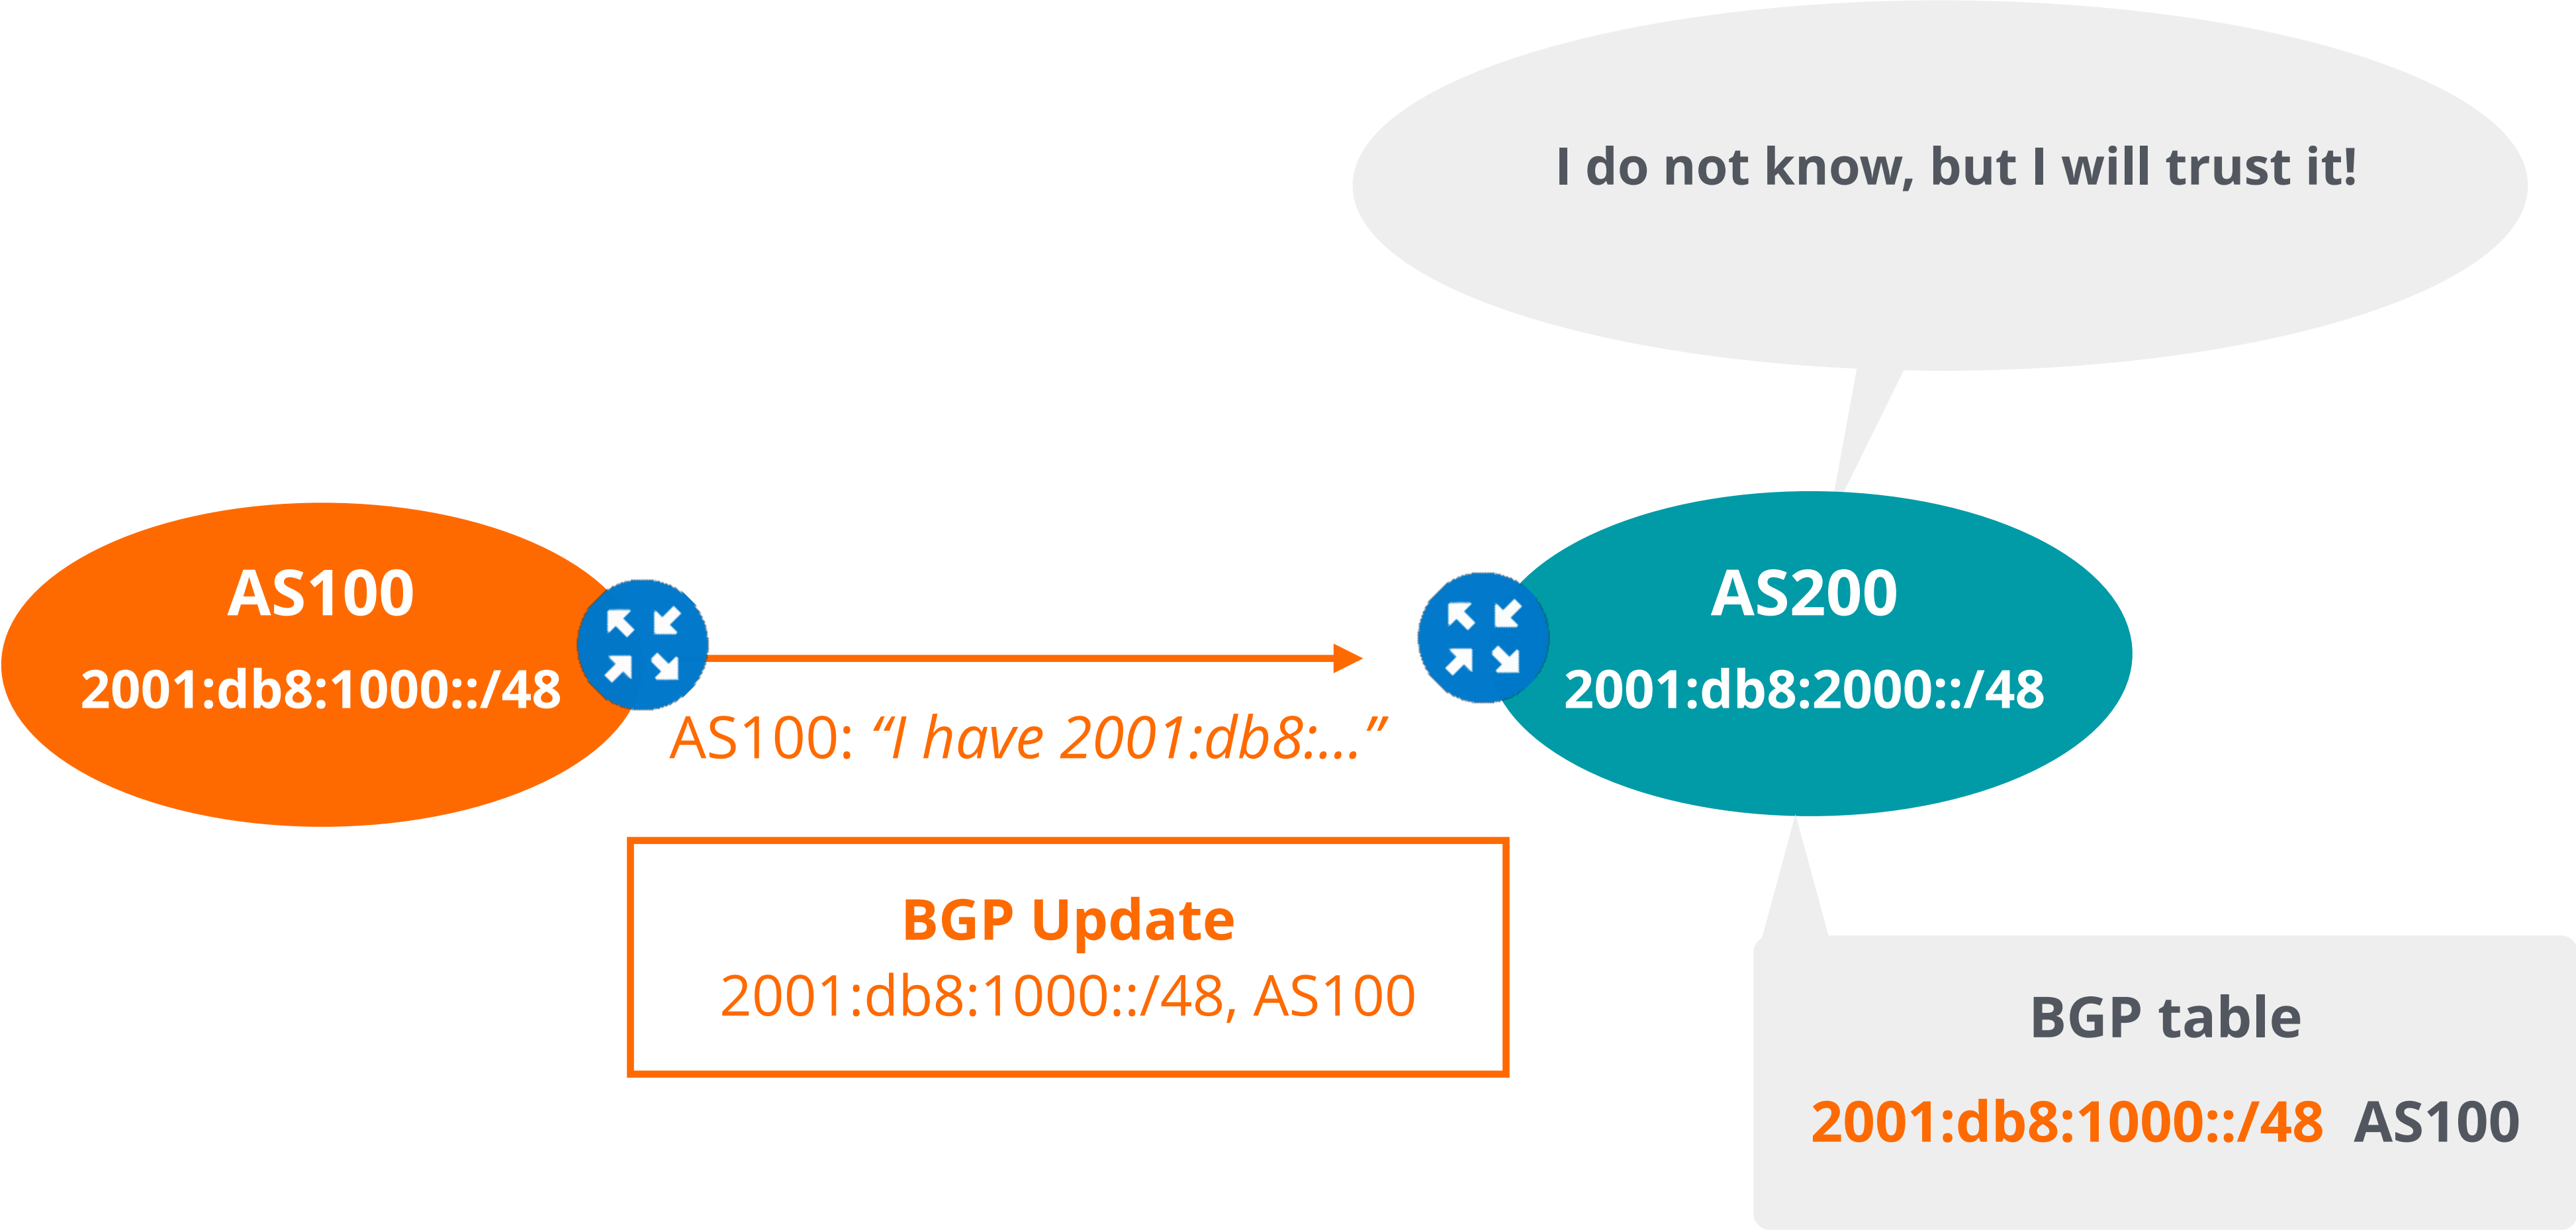 I do not know, but I will trust it!
AS100
2001:db8:1000::/48
AS200
2001:db8:2000::/48
AS100: “I have 2001:db8:...”
BGP Update
2001:db8:1000::/48, AS100
BGP table
2001:db8:1000::/48 AS100